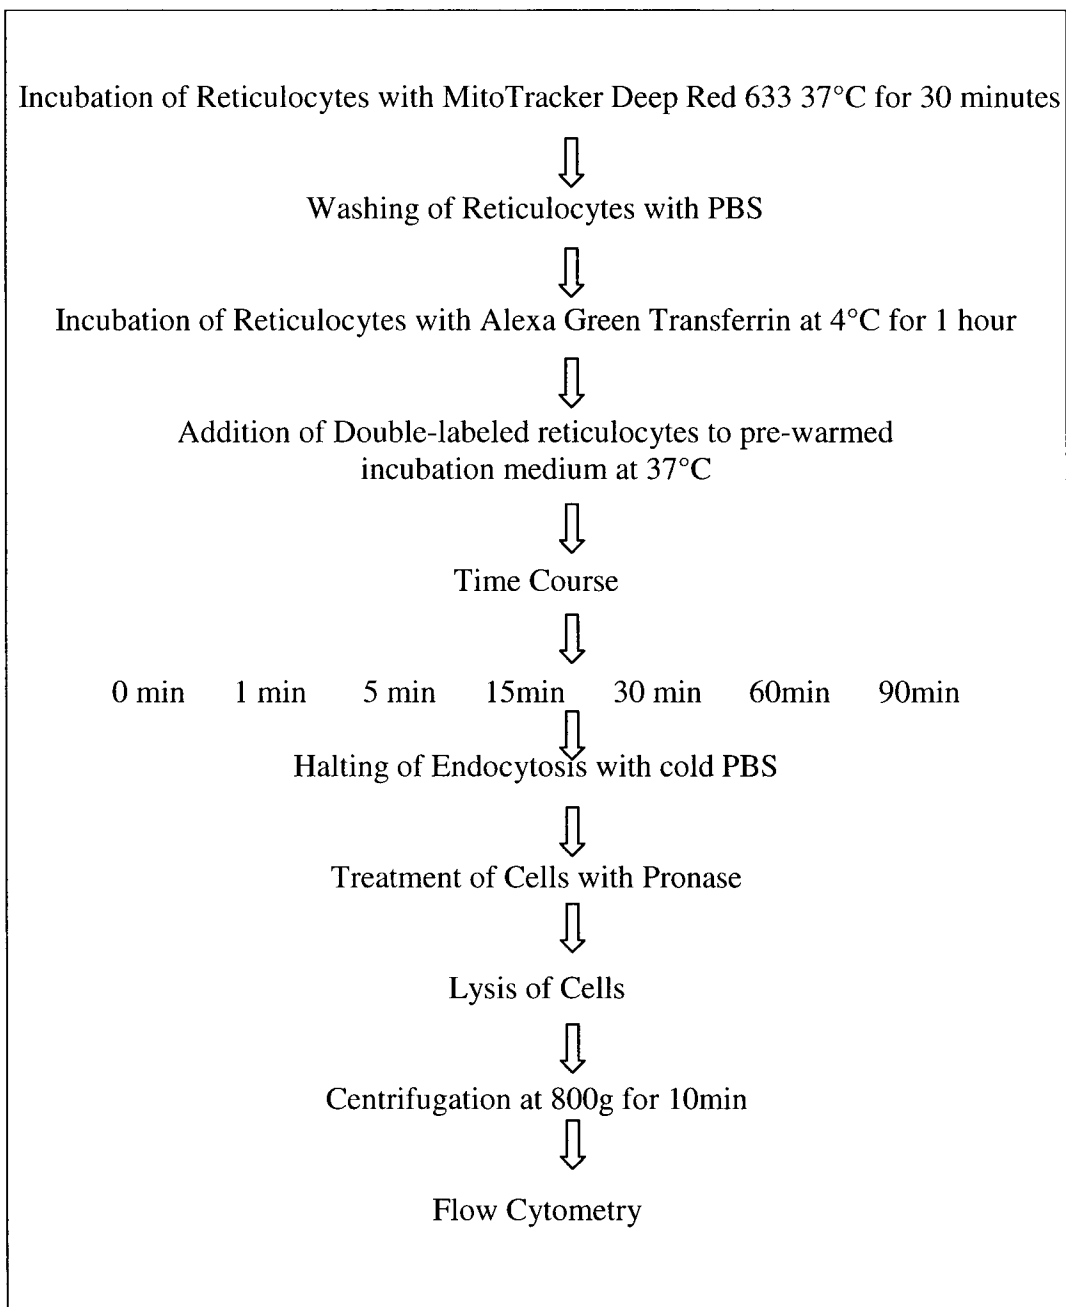 Incubation of Reticulocytes with MitoTracker Deep Red 633 37°C for 30 minutes
Washing of Reticulocytes with PBS
Incubation of Reticulocytes with Alexa Green Transferrin at 4°C for 1 hour
Addition of Double-labeled reticulocytes to pre-warmed
incubation medium at 37°C
Time Course
0 min 1 min 5 min 15min 30 min 60min 90min
Halting of Endocytosis with cold PBS
Treatment of Cells with Pronase
Lysis of Cells
Centrifugation at 800g for 10min
Flow Cytometry